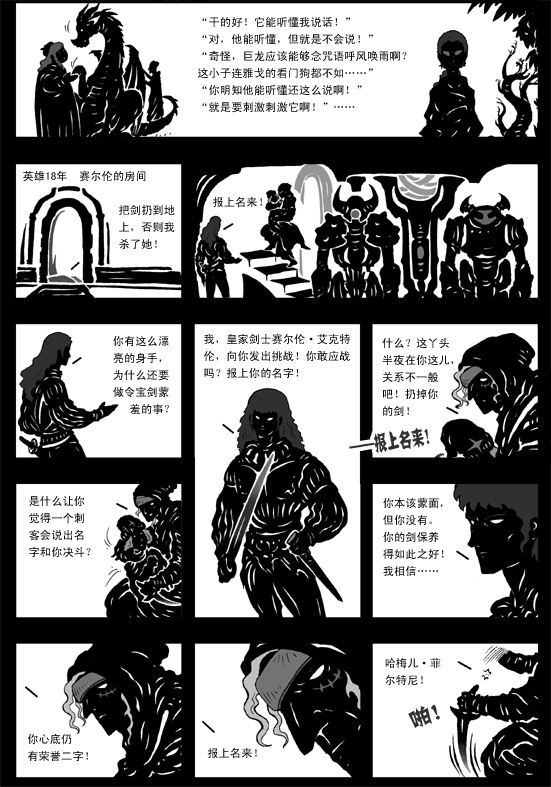 “干的好！它能听懂我说话！”
“对，他能听懂，但就是不会说！”
“奇怪，巨龙应该能够念咒语呼风唤雨啊？
这小子连雅戈的看门狗都不如……”
“你明知他能听懂还这么说啊！”
“就是要刺激刺激它啊！”……
英雄18年 赛尔伦的房间
把剑扔到地
上，否则我
杀了她！
报上名来！
你有这么漂
亮的身手，
为什么还要
做令宝剑蒙
羞的事？
我，皇家剑士赛尔伦·艾克特
伦，向你发出挑战！你敢应战
吗？报上你的名字！
什么？这丫头
半夜在你这儿，
关系不一般
吧！扔掉你
的剑！
——报上名来！
是什么让你
觉得一个刺
客会说出名
字和你决斗？
你本该蒙面，
但你没有。
你的剑保养
得如此之好！
我相信……
你心底仍
有荣誉二字！
报上名来！
哈梅儿·菲
尔特尼！
啪！